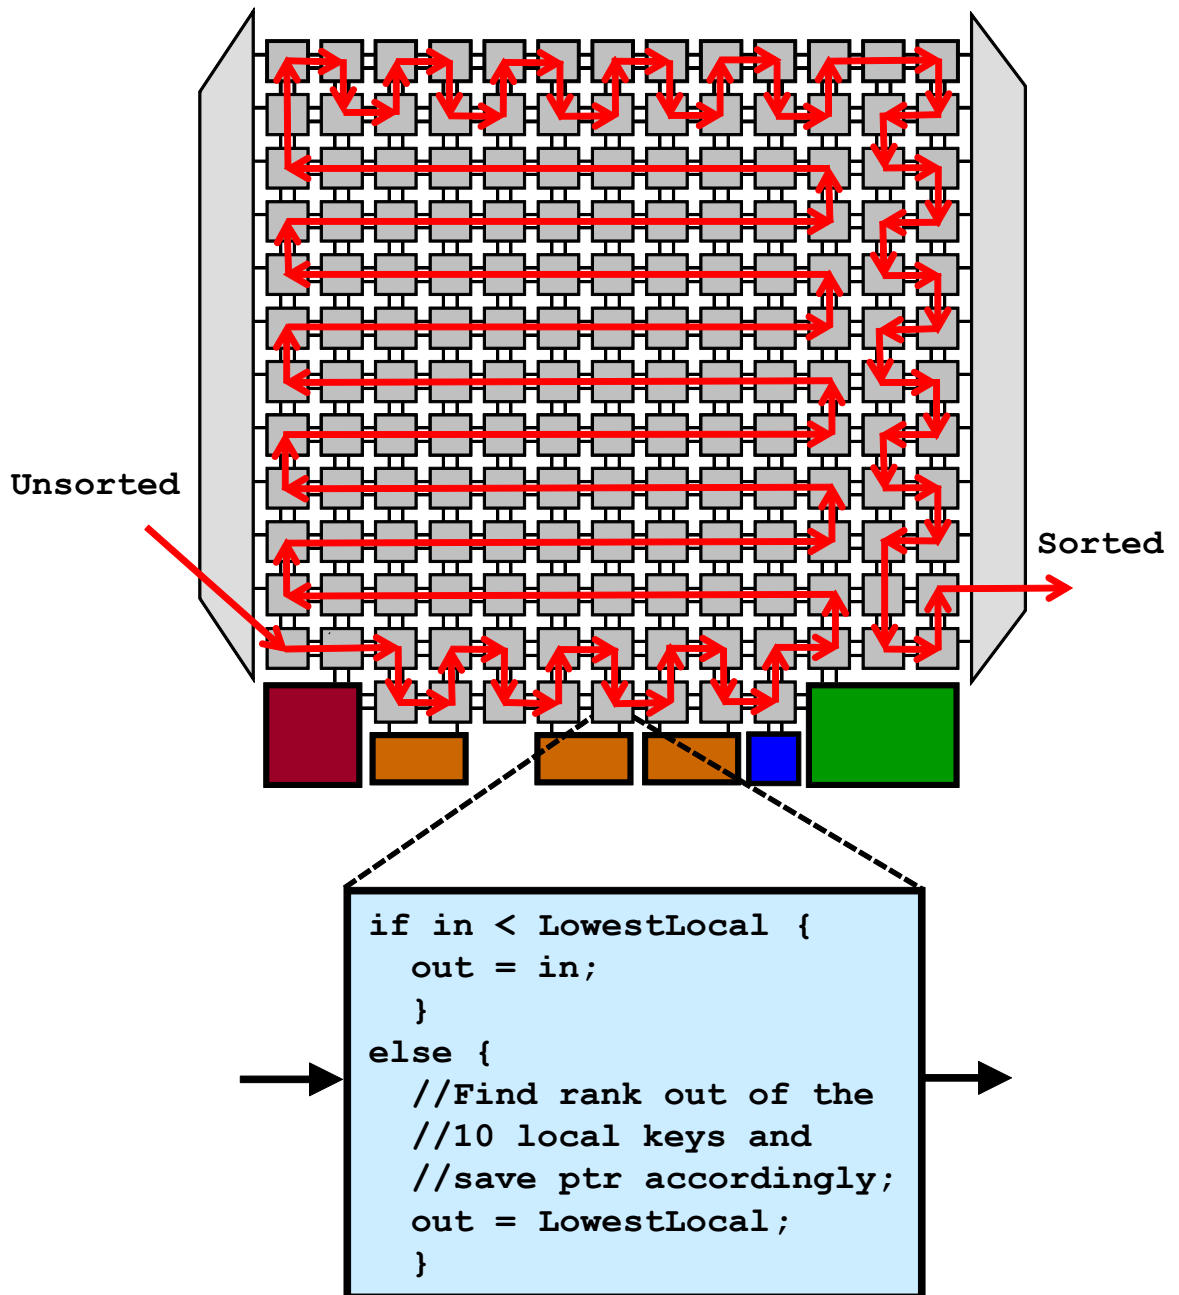 Unsorted
Sorted
if in < LowestLocal {
  out = in;
  }
else {
  //Find rank out of the
  //10 local keys and
  //save ptr accordingly;
  out = LowestLocal;
  }